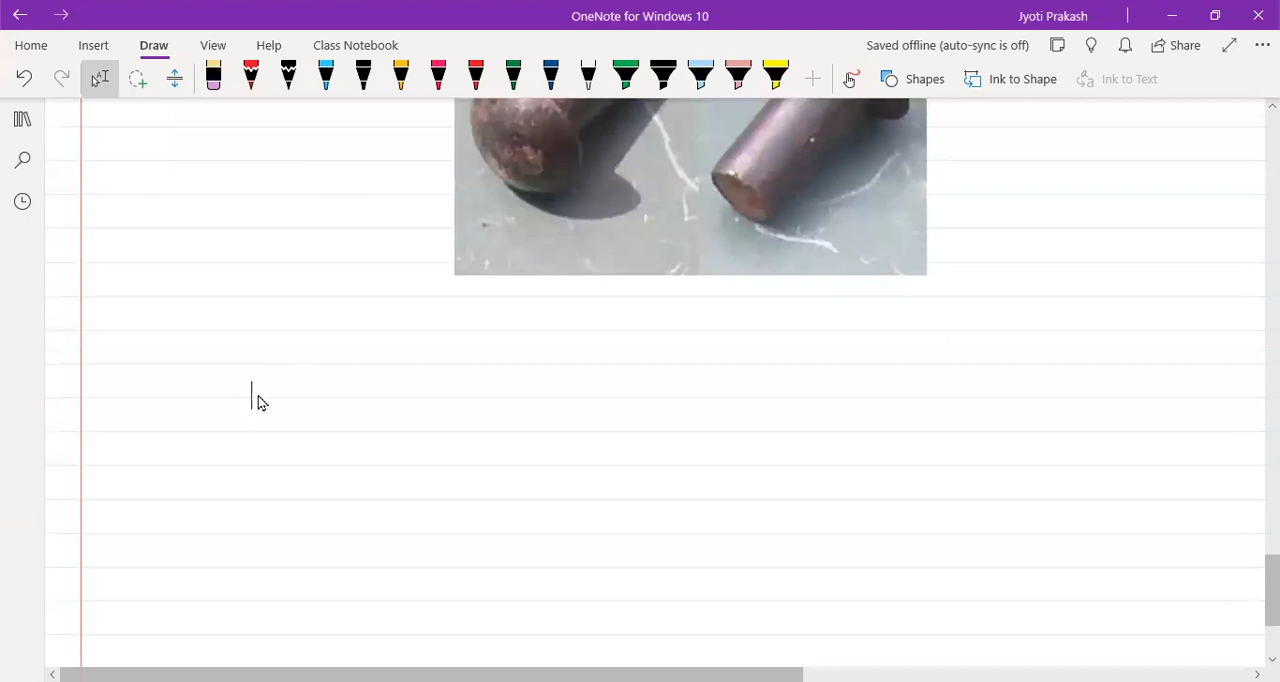 OneNote for Windows 10
Jyoti Prakash
Home
Insert
Draw
View
Help
Class Notebook
Saved offline (auto-sync is off)
Share
Shapes
Ink to Shape
Ink to Text